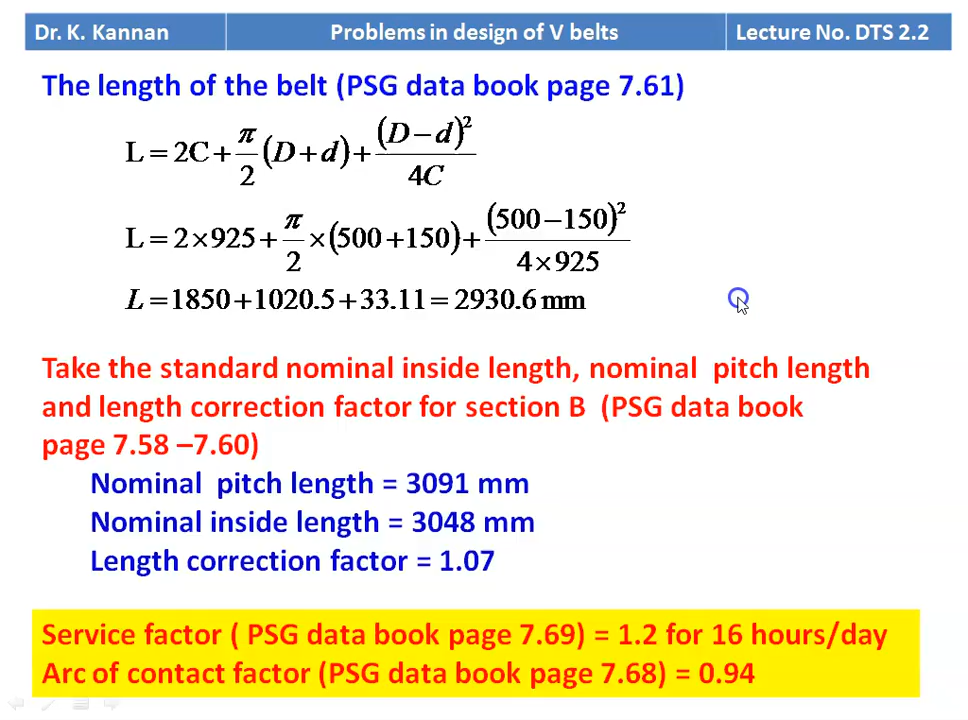 Dr. K. Kannan Problems in design of V belts Lecture No. DTS 2.2
The length of the belt (PSG data book page 7.61)
L = 2C + π/2 (D + d) + (D − d)²/4C
L = 2×925 + π/2 ×(500 +150) + (500 −150)²/4×925
L = 1850 + 1020.5 + 33.11 = 2930.6 mm
Take the standard nominal inside length, nominal pitch length
and length correction factor for section B (PSG data book
page 7.58 –7.60)
Nominal pitch length = 3091 mm
Nominal inside length = 3048 mm
Length correction factor = 1.07
Service factor ( PSG data book page 7.69) = 1.2 for 16 hours/day
Arc of contact factor (PSG data book page 7.68) = 0.94